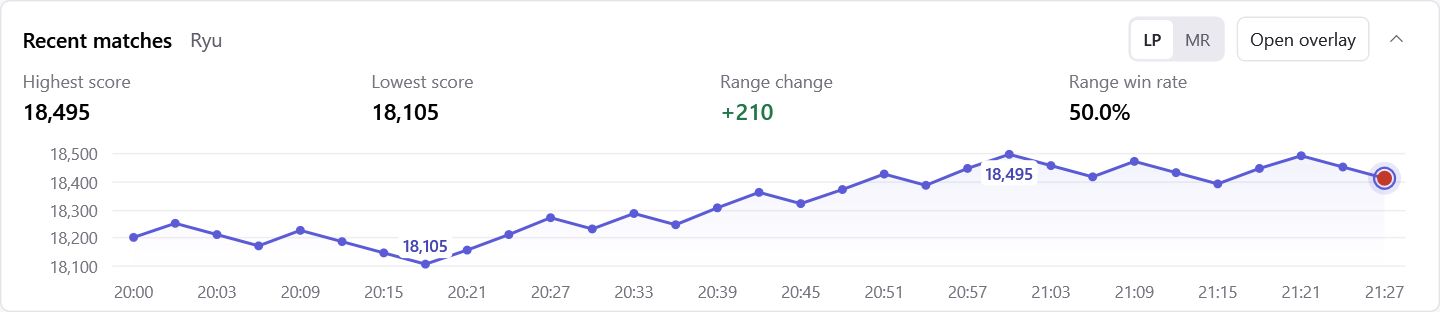 Recent matches Ryu LP MR Open overlay
Highest score Lowest score Range change Range win rate
18,495 18,105 +210 50.0%
18,500
18,400
18,300
18,200
18,100
18,105
18,495
20:00 20:03 20:09 20:15 20:21 20:27 20:33 20:39 20:45 20:51 20:57 21:03 21:09 21:15 21:21 21:27